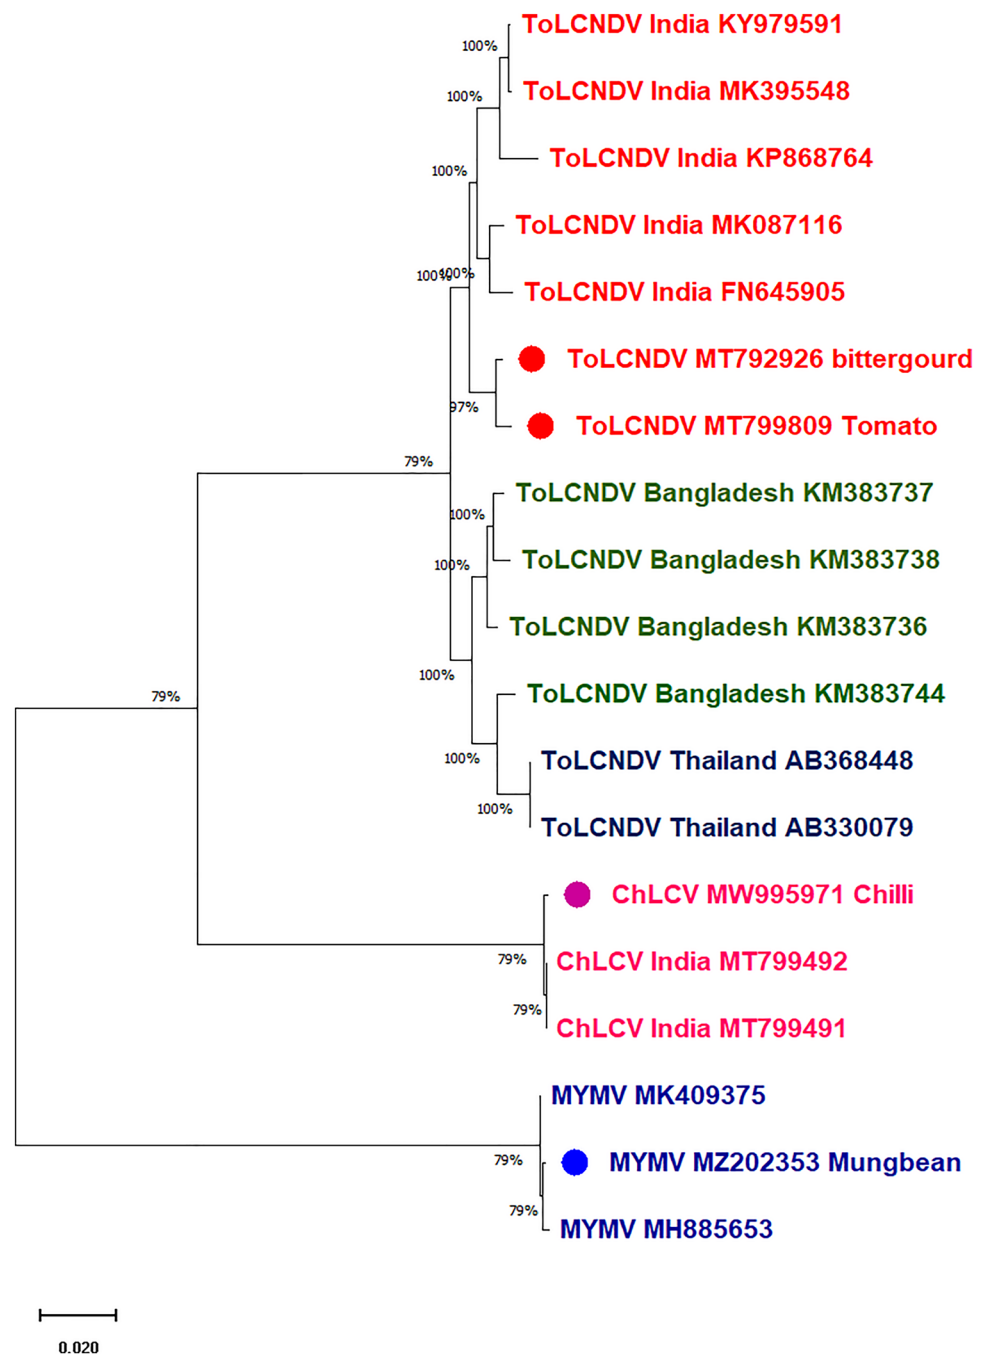 ToLCNDV India KY979591
100%
ToLCNDV India MK395548
100%
ToLCNDV India KP868764
100%
ToLCNDV India MK087116
100%
100%
ToLCNDV India FN645905
ToLCNDV MT792926 bittergourd
97%
ToLCNDV MT799809 Tomato
79%
ToLCNDV Bangladesh KM383737
100%
ToLCNDV Bangladesh KM383738
100%
ToLCNDV Bangladesh KM383736
100%
ToLCNDV Bangladesh KM383744
79%
100%
ToLCNDV Thailand AB368448
100%
ToLCNDV Thailand AB330079
ChLCV MW995971 Chilli
79%
ChLCV India MT799492
79%
ChLCV India MT799491
MYMV MK409375
79%
MYMV MZ202353 Mungbean
79%
MYMV MH885653
0.020